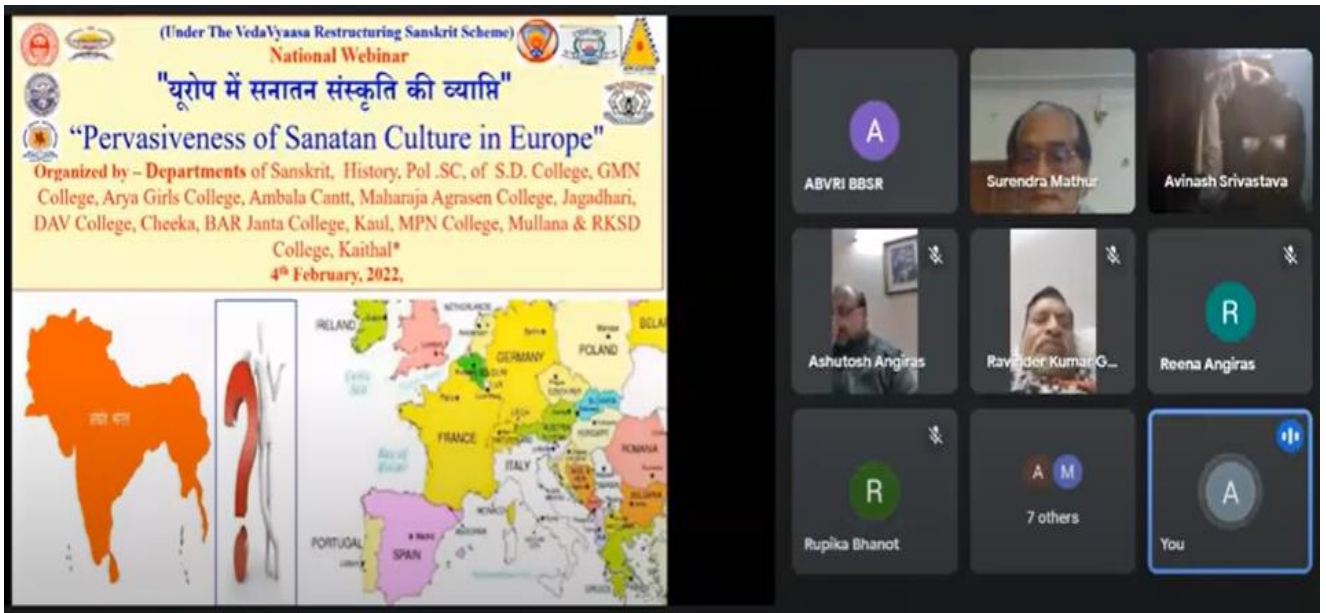 (Under The VedaVyaasa Restructuring Sanskrit Scheme)
National Webinar
"यूरोप में सनातन संस्कृति की व्याप्ति"
“Pervasiveness of Sanatan Culture in Europe"
Organized by – Departments of Sanskrit, History, Pol .SC, of S.D. College, GMN
College, Arya Girls College, Ambala Cantt, Maharaja Agrasen College, Jagadhari,
DAV College, Cheeka, BAR Janta College, Kaul, MPN College, Mullana & RKSD
College, Kaithal*
4th February, 2022,
IRELAND
NETHERLANDS
BELA
GERMANY
POLAND
FRANCE
HUNGARY
ROMANIA
ITALY
PORTUGAL
SPAIN
A
ABVRI BBSR
Surendra Mathur
Avinash Srivastava
Ashutosh Angiras
Ravinder Kumar G...
R
Reena Angiras
R
Rupika Bhanot
A M
7 others
A
You